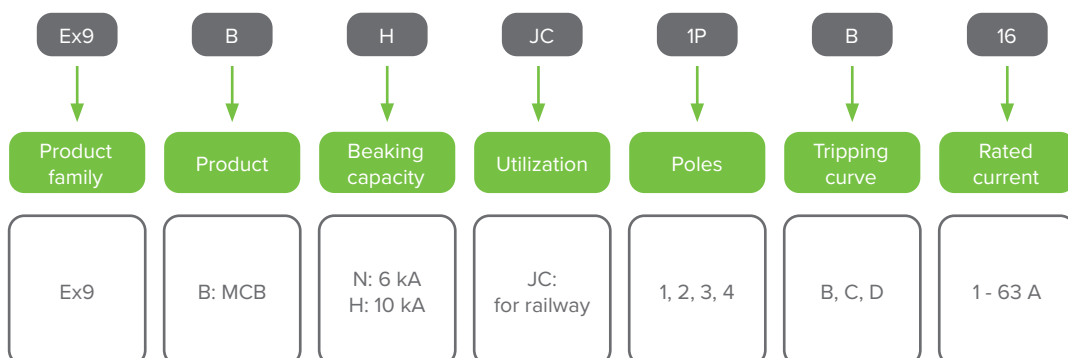 Ex9
B
H
JC
1P
B
16
Product
family
Product
Beaking
capacity
Utilization
Poles
Tripping
curve
Rated
current
Ex9
B: MCB
N: 6 kA
H: 10 kA
JC:
for railway
1, 2, 3, 4
B, C, D
1 - 63 A